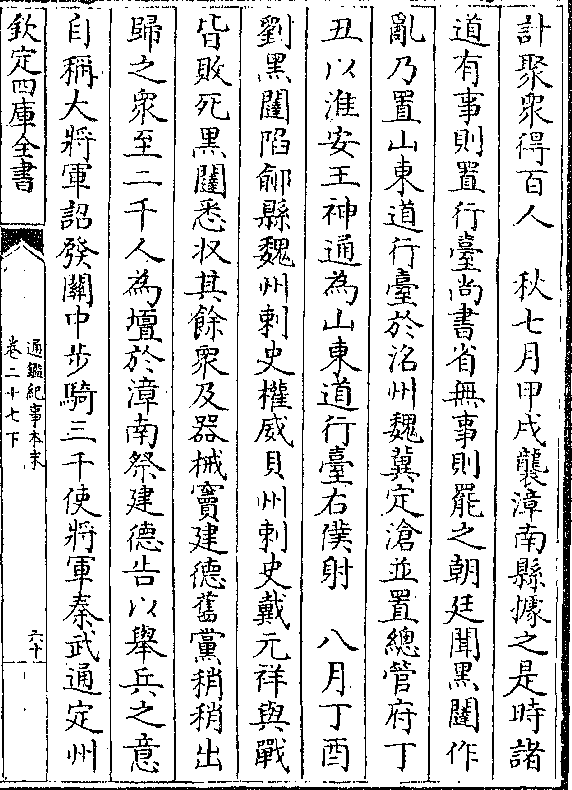 計聚衆得百人　秋七月甲戌襲漳南縣據之是時諸
道有事則置行臺尚書省無事則罷之朝廷聞黑闥作
亂乃置山東道行臺於洺州魏冀定滄並置總管府丁
丑以淮安王神通為山東道行臺右僕射　八月丁酉
劉黑闥陷鄃縣魏州刺史權威貝州刺史戴元祥與戰
皆敗死黑闥悉收其餘衆及器械竇建德舊黨稍稍出
歸之衆至二千人為壇於漳南祭建德告以舉兵之意
自稱大將軍詔發關中步騎三千使將軍秦武通定州
欽定四庫全書
通鑑紀事本末
卷二十七下
六十